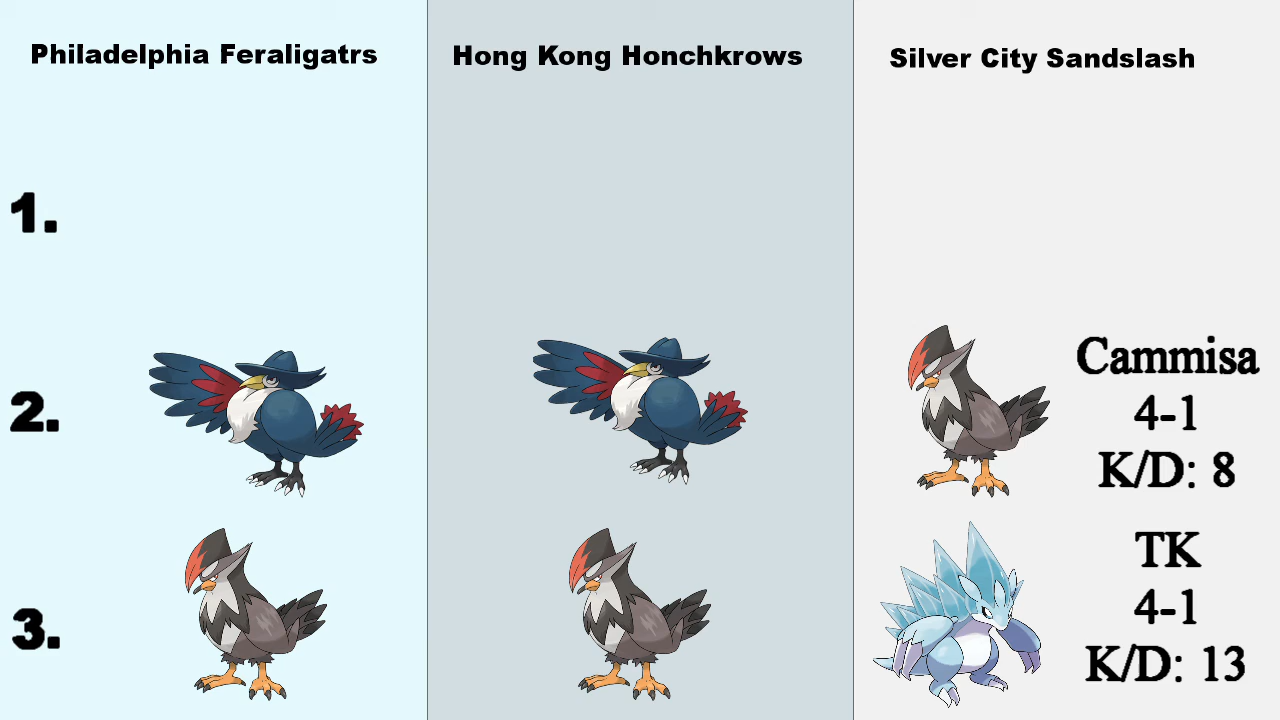 Philadelphia Feraligatrs
Hong Kong Honchkrows
Silver City Sandslash
1.
2.
Cammisa
4-1
K/D: 8
3.
TK
4-1
K/D: 13